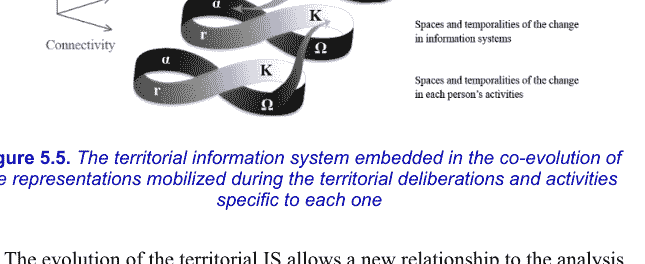 α
K
r
Ω
Connectivity
Spaces and temporalities of the change
in information systems
α
K
r
Ω
Spaces and temporalities of the change
in each person's activities
gure 5.5. The territorial information system embedded in the co-evolution of
e representations mobilized during the territorial deliberations and activities
specific to each one
The evolution of the territorial IS allows a new relationship to the analysis